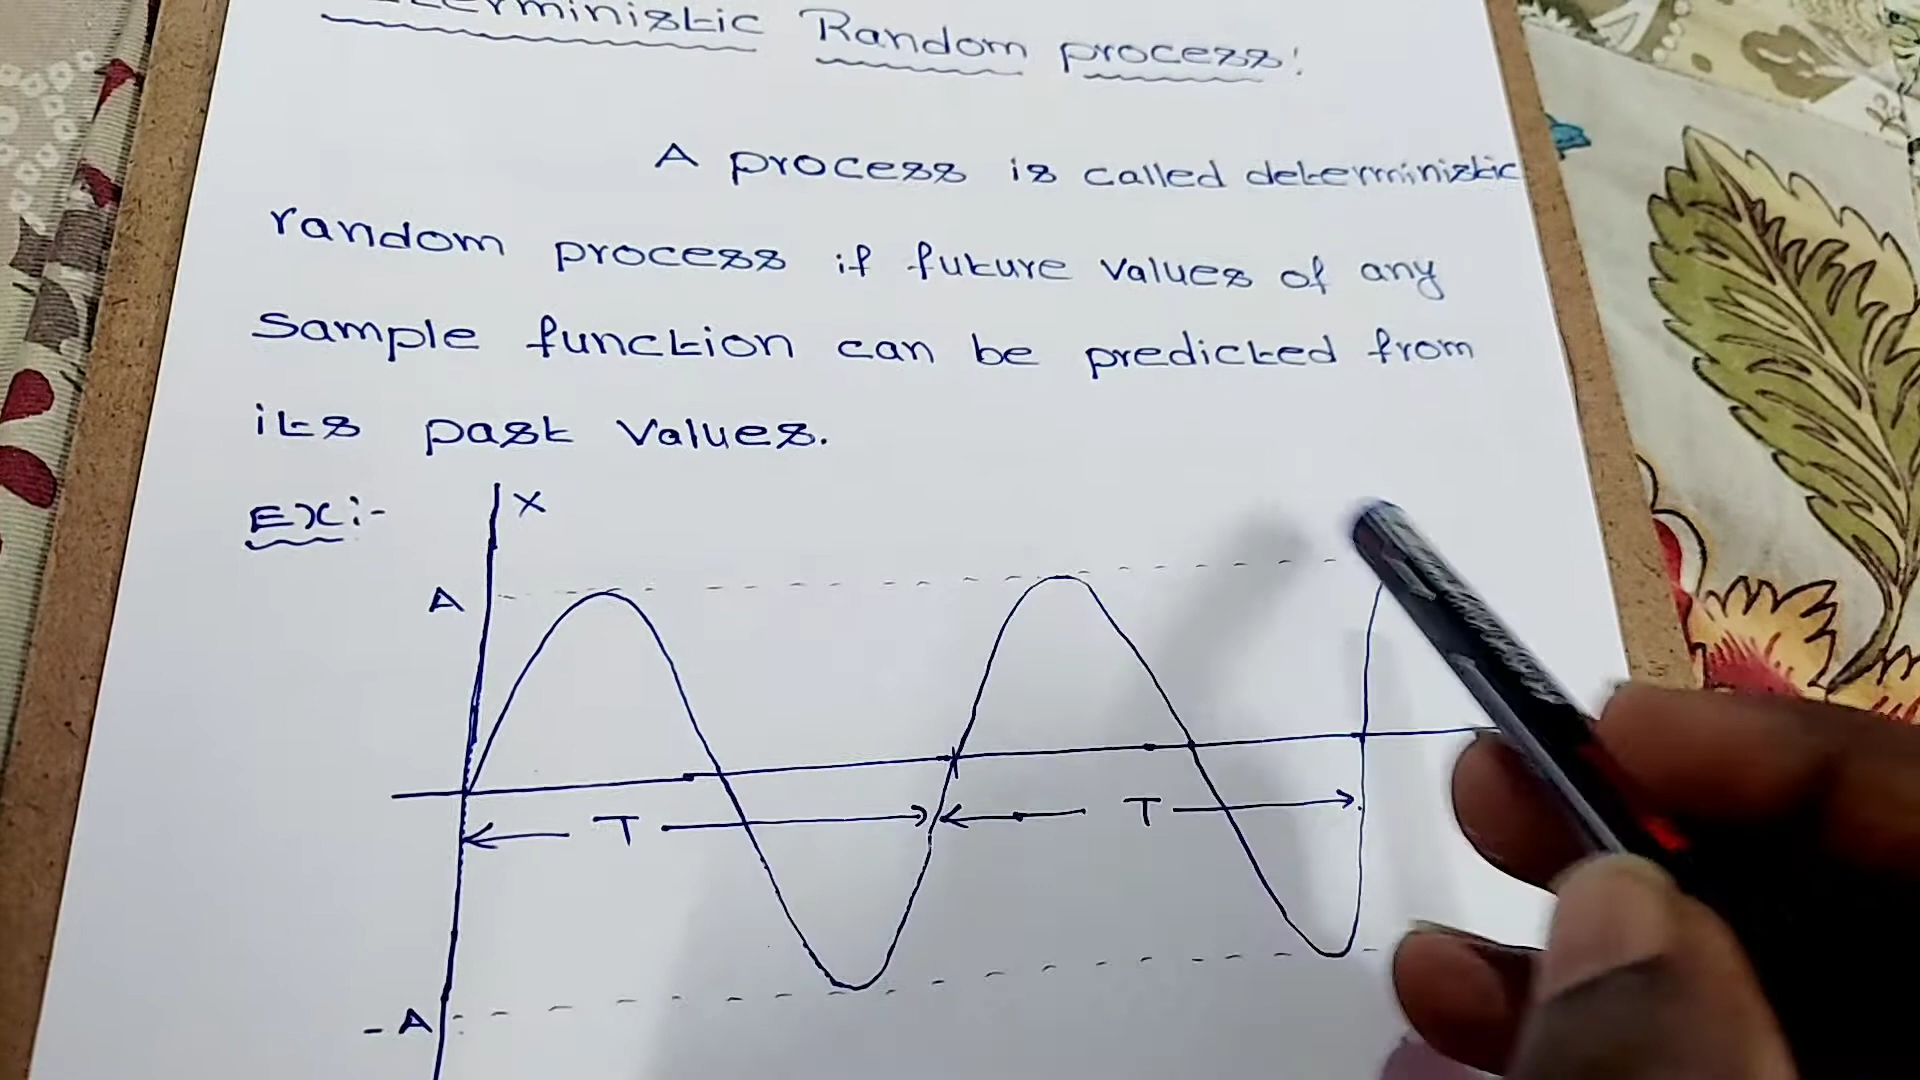 Random process:
A process is called deterministic
random process if future values of any
sample function can be predicted from
its past values.
Ex:-
X
A
T
T
- A